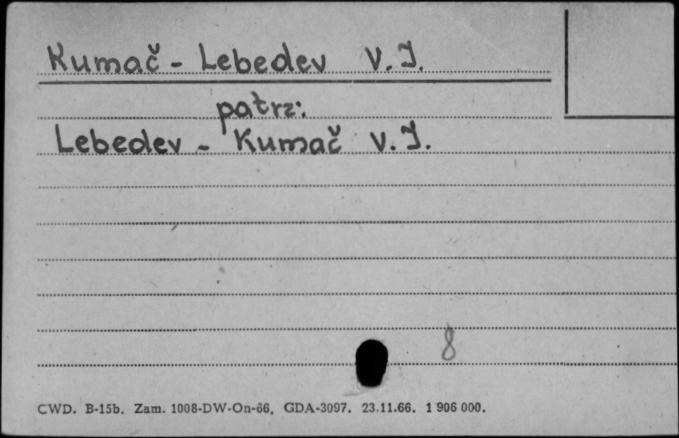 Kumač - Lebedev V. I.
patrz:
Lebedev - Kumač V. I.
8
CWD. B-15b. Zam. 1008-DW-On-66. GDA-3097. 23.11.66. 1 906 000.